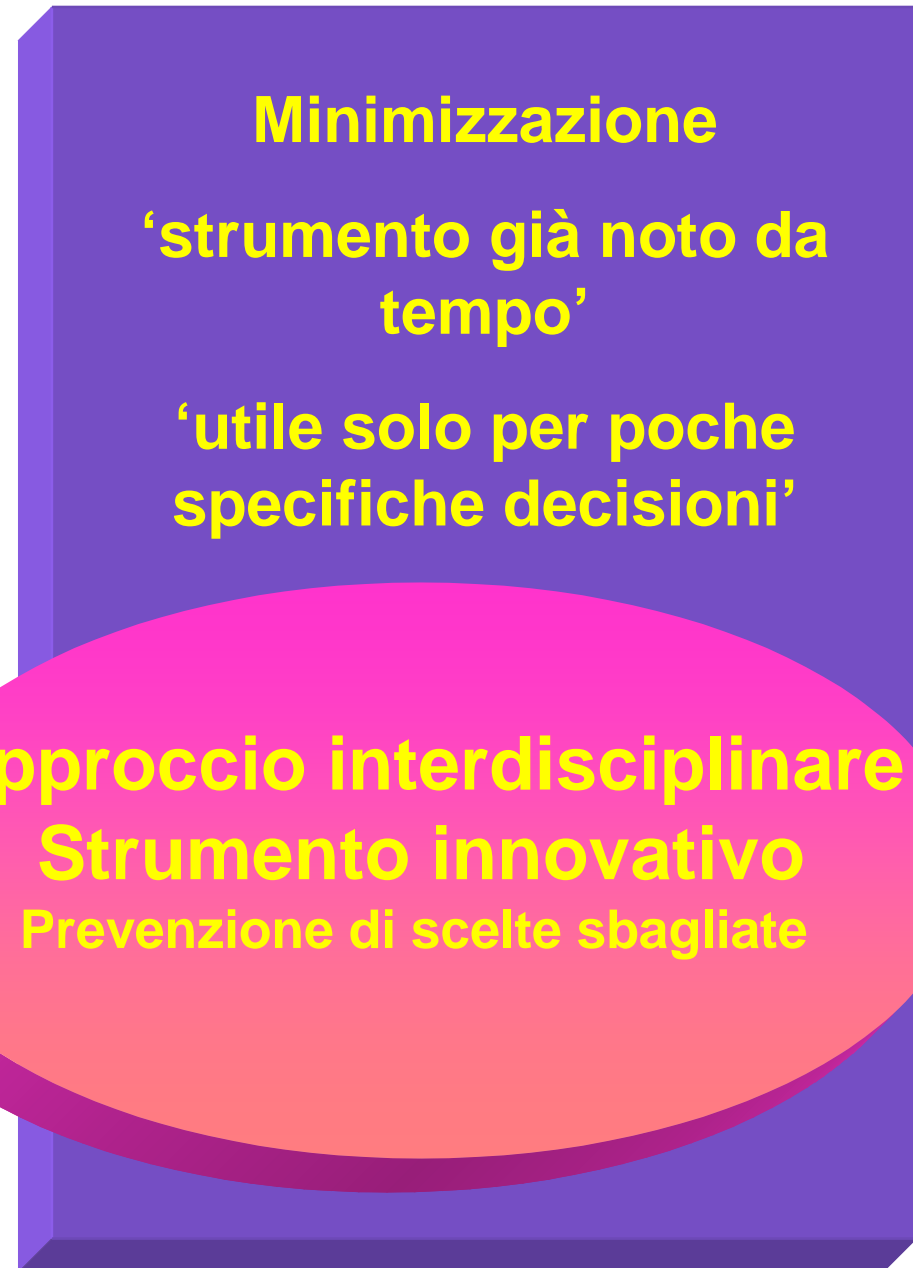 Minimizzazione
‘strumento già noto da
tempo’
‘utile solo per poche
specifiche decisioni’
pproccio interdisciplinare
Strumento innovativo
Prevenzione di scelte sbagliate